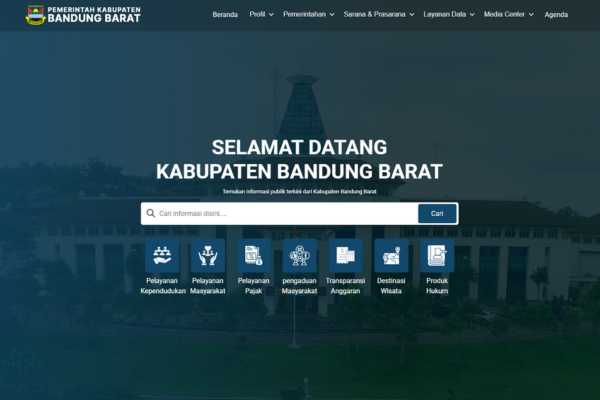 PEMERINTAH KABUPATEN
BANDUNG BARAT
Beranda Profil Pemerintahan Sarana & Prasarana Layanan Data Media Center Agenda
SELAMAT DATANG
KABUPATEN BANDUNG BARAT
Temukan informasi publik terkini dari Kabupaten Bandung Barat
Cari informasi disini.... Cari
Pelayanan Kependudukan
Pelayanan Masyarakat
Pelayanan Pajak
pengaduan Masyarakat
Transparansi Anggaran
Destinasi Wisata
Produk Hukum